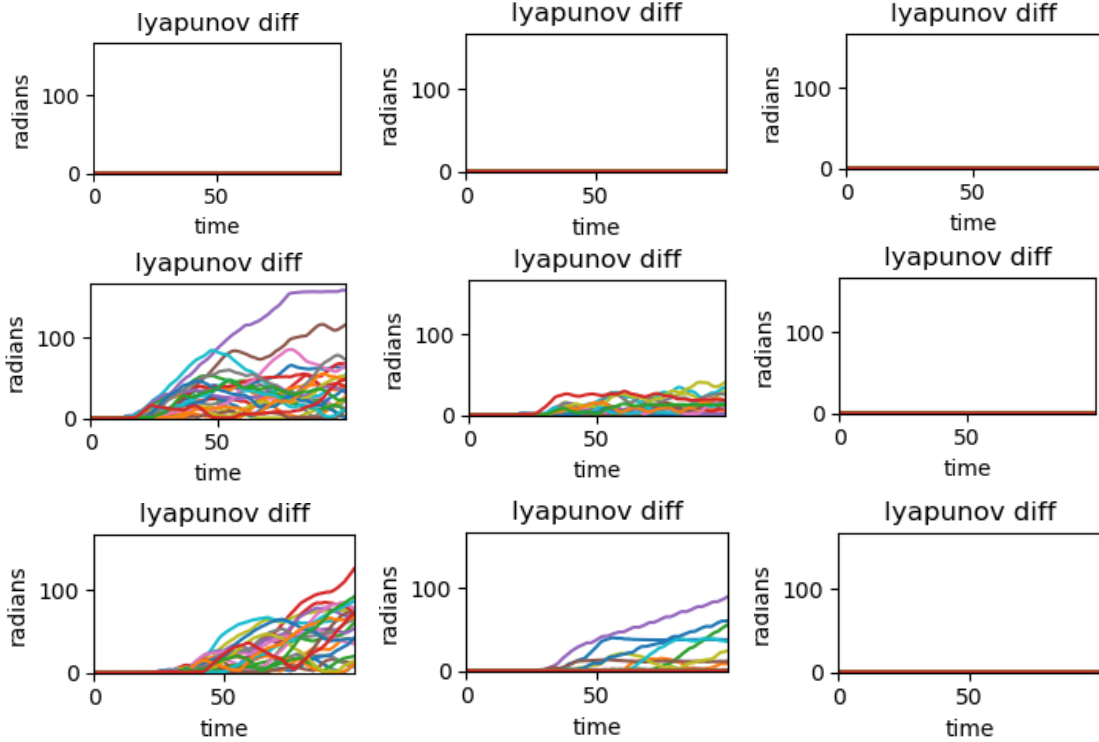 lyapunov diff lyapunov diff lyapunov diff
radians 100 radians 100 radians 100
0 0 0
0 50 0 50 0 50
time time time
lyapunov diff lyapunov diff lyapunov diff
radians 100 radians 100 radians 100
0 0 0
0 50 0 50 0 50
time time time
lyapunov diff lyapunov diff lyapunov diff
radians 100 radians 100 radians 100
0 0 0
0 50 0 50 0 50
time time time